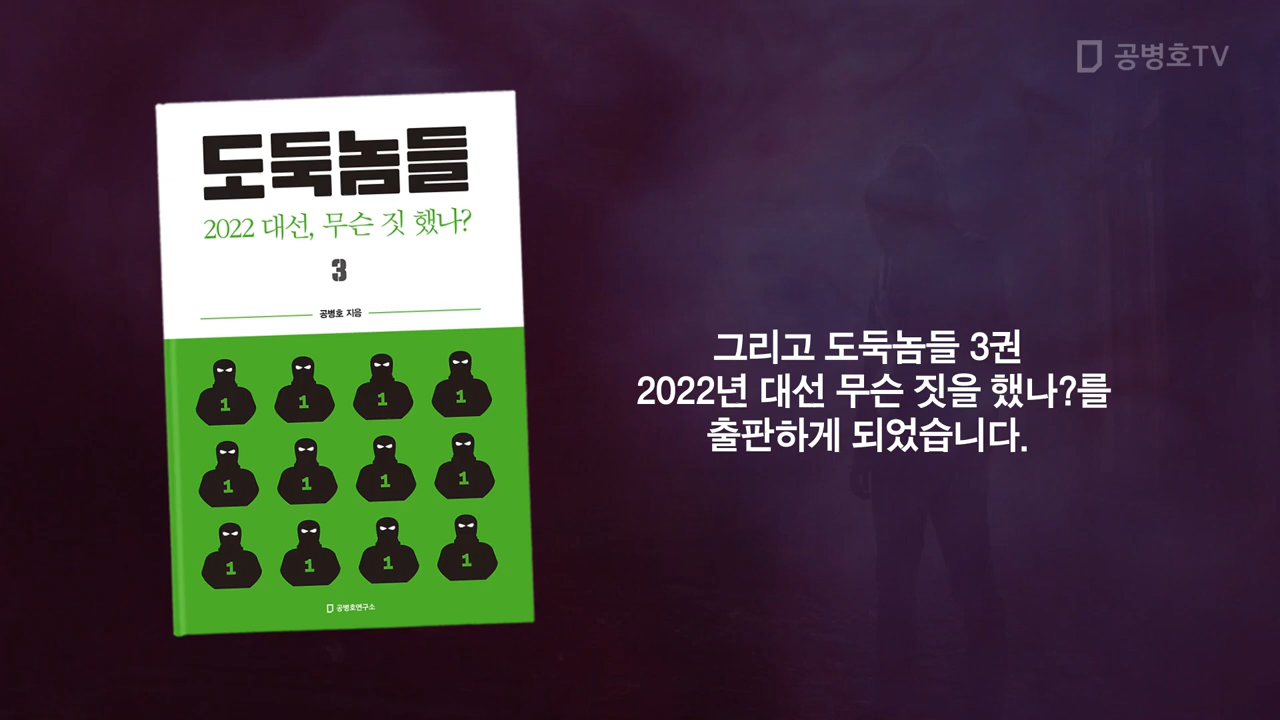 공병호TV
도둑놈들
2022 대선, 무슨 짓 했나?
3
공병호 지음
1 1 1 1
1 1 1 1
1 1 1 1
공병호연구소
그리고 도둑놈들 3권
2022년 대선 무슨 짓을 했나?를
출판하게 되었습니다.